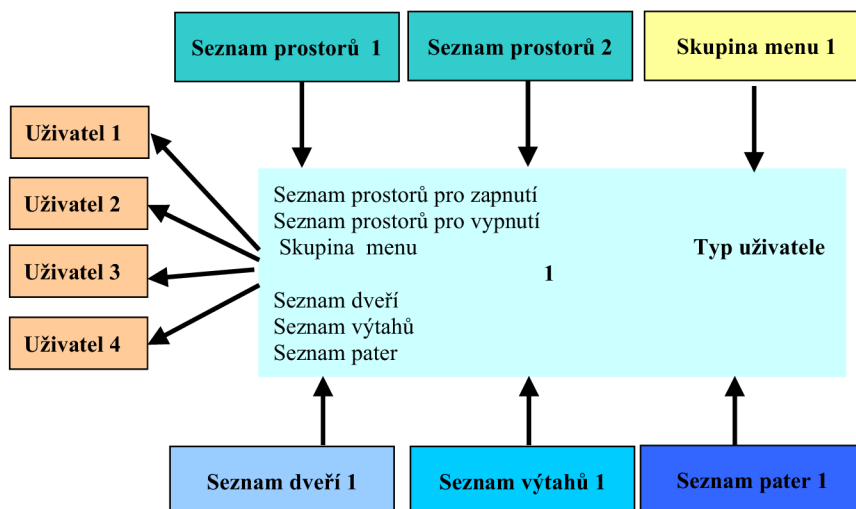 Seznam prostorů 1
Seznam prostorů 2
Skupina menu 1
Uživatel 1
Uživatel 2
Uživatel 3
Uživatel 4
Seznam prostorů pro zapnutí
Seznam prostorů pro vypnutí
Skupina menu
Typ uživatele
1
Seznam dveří
Seznam výtahů
Seznam pater
Seznam dveří 1
Seznam výtahů 1
Seznam pater 1